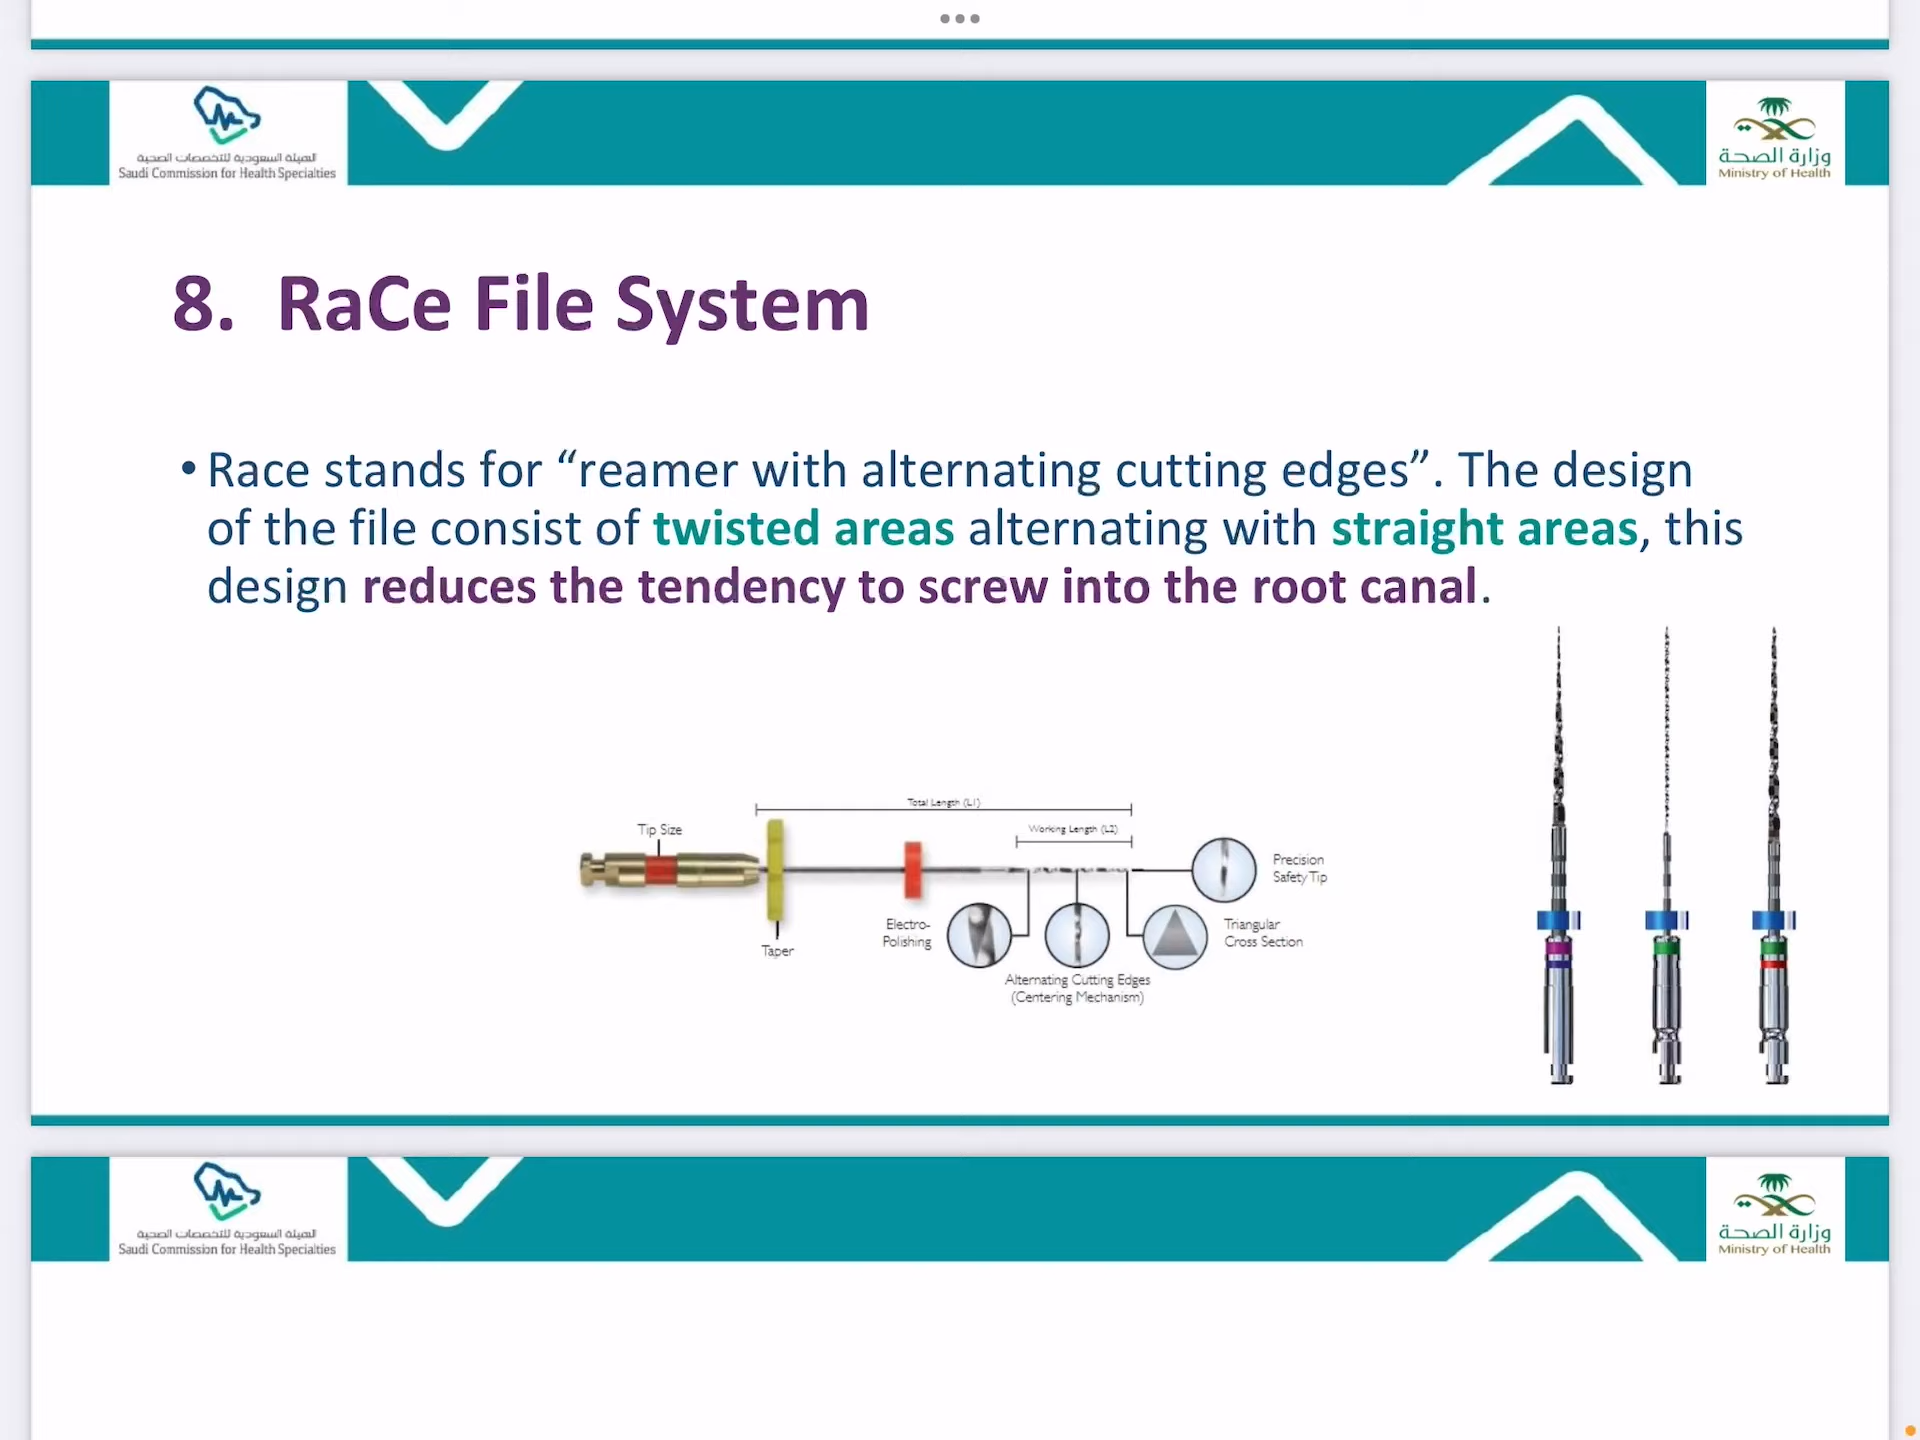 الهيئة السعودية للتخصصات الصحية
Saudi Commission for Health Specialties
وزارة الصحة
Ministry of Health
8. RaCe File System
• Race stands for “reamer with alternating cutting edges”. The design
of the file consist of twisted areas alternating with straight areas, this
design reduces the tendency to screw into the root canal.
Total Length (L1)
Tip Size
Working Length (L2)
Precision
Safety Tip
Electro-
Polishing
Triangular
Cross Section
Taper
Alternating Cutting Edges
(Centering Mechanism)
الهيئة السعودية للتخصصات الصحية
Saudi Commission for Health Specialties
وزارة الصحة
Ministry of Health